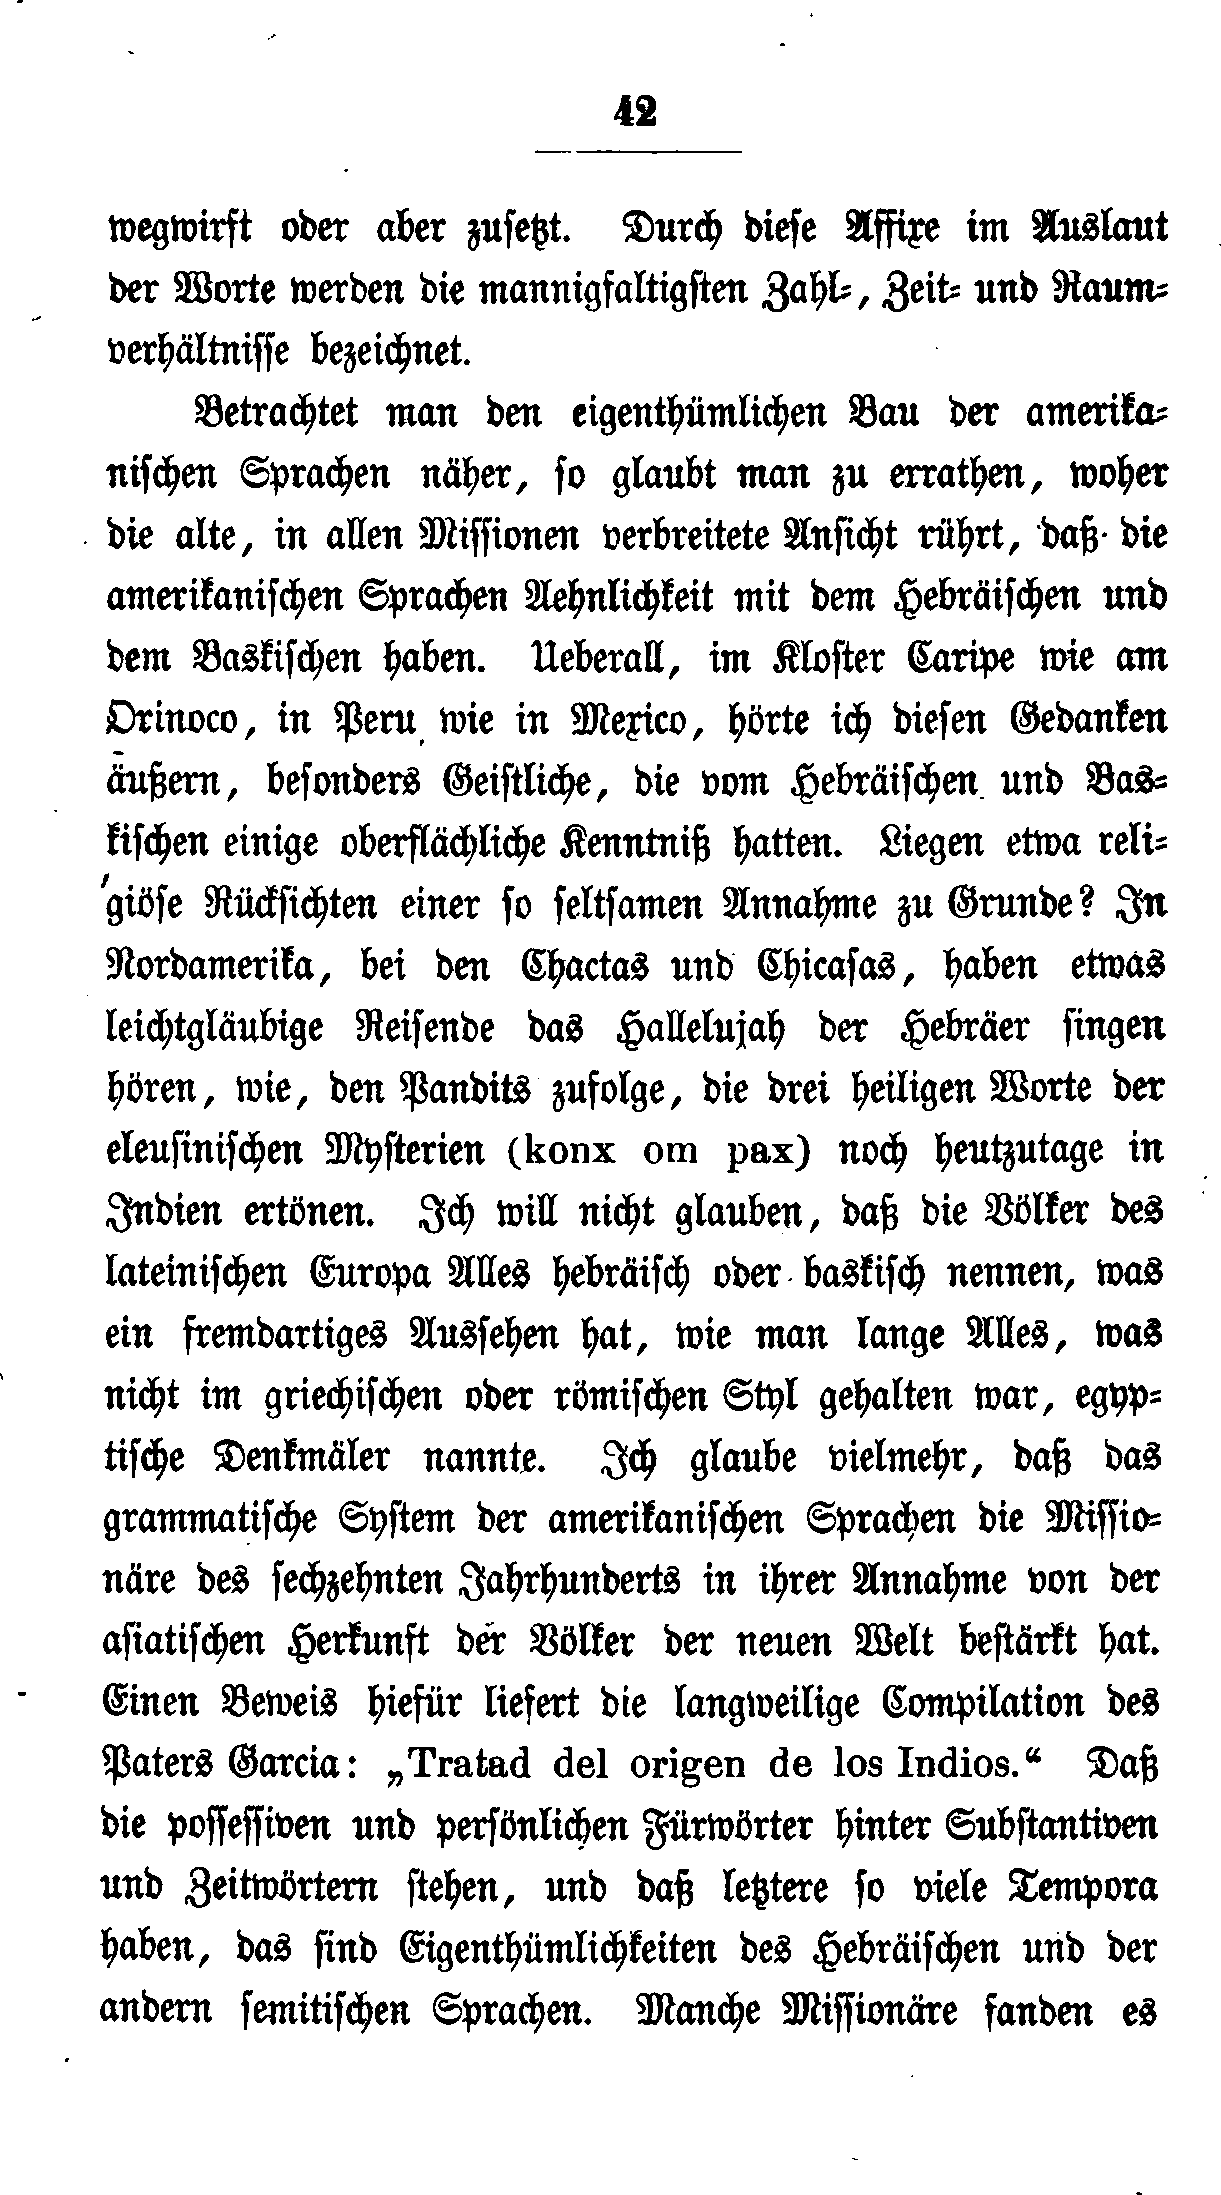 42
wegwirft oder aber zusetzt. Durch diese Affixe im Auslaut
der Worte werden die mannigfaltigsten Zahl-, Zeit- und Raum-
verhältnisse bezeichnet.
Betrachtet man den eigenthümlichen Bau der amerika-
nischen Sprachen näher, so glaubt man zu errathen, woher
die alte, in allen Missionen verbreitete Ansicht rührt, daß die
amerikanischen Sprachen Aehnlichkeit mit dem Hebräischen und
dem Baskischen haben. Ueberall, im Kloster Caripe wie am
Orinoco, in Peru wie in Mexico, hörte ich diesen Gedanken
äußern, besonders Geistliche, die vom Hebräischen und Bas-
kischen einige oberflächliche Kenntniß hatten. Liegen etwa reli-
giöse Rücksichten einer so seltsamen Annahme zu Grunde? In
Nordamerika, bei den Chactas und Chicasas, haben etwas
leichtgläubige Reisende das Hallelujah der Hebräer singen
hören, wie, den Pandits zufolge, die drei heiligen Worte der
eleusinischen Mysterien (konx om pax) noch heutzutage in
Indien ertönen. Ich will nicht glauben, daß die Völker des
lateinischen Europa Alles hebräisch oder baskisch nennen, was
ein fremdartiges Aussehen hat, wie man lange Alles, was
nicht im griechischen oder römischen Styl gehalten war, egyp-
tische Denkmäler nannte. Ich glaube vielmehr, daß das
grammatische System der amerikanischen Sprachen die Missio-
näre des sechzehnten Jahrhunderts in ihrer Annahme von der
asiatischen Herkunft der Völker der neuen Welt bestärkt hat.
Einen Beweis hiefür liefert die langweilige Compilation des
Paters Garcia: „Tratad del origen de los Indios.“ Daß
die possessiven und persönlichen Fürwörter hinter Substantiven
und Zeitwörtern stehen, und daß letztere so viele Tempora
haben, das sind Eigenthümlichkeiten des Hebräischen und der
andern semitischen Sprachen. Manche Missionäre fanden es